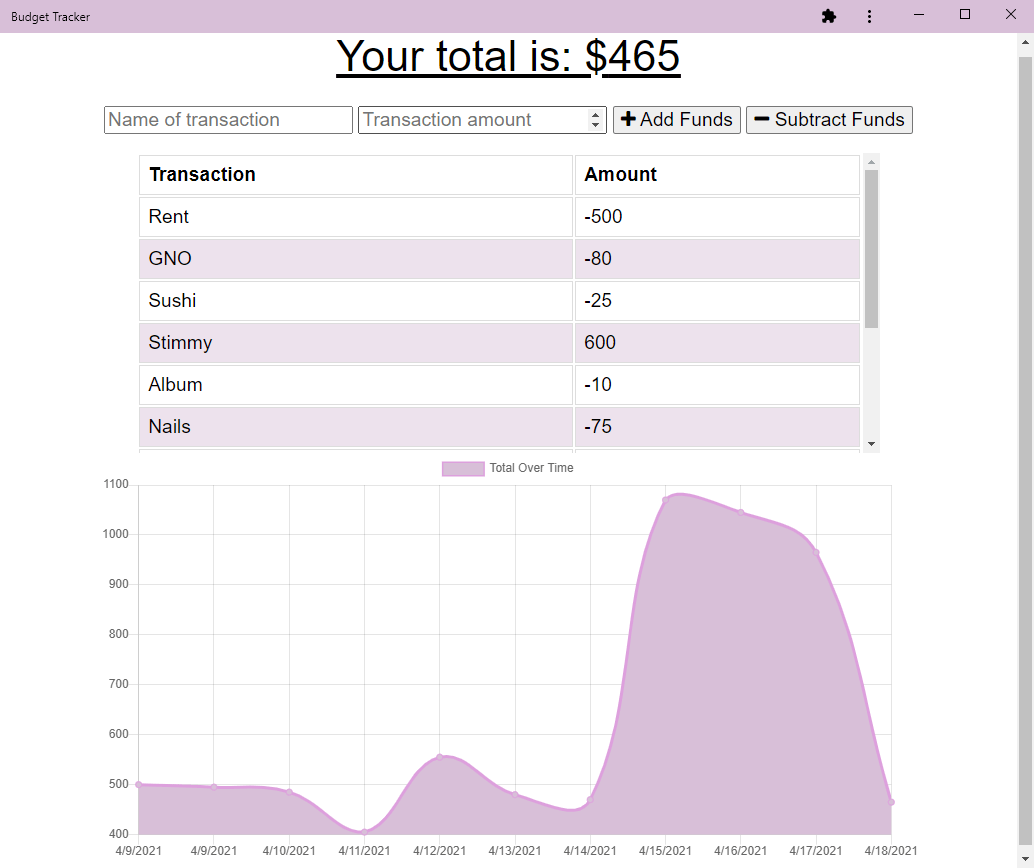 Budget Tracker
Your total is: $465
Name of transaction Transaction amount Add Funds Subtract Funds
Transaction Amount
Rent -500
GNO -80
Sushi -25
Stimmy 600
Album -10
Nails -75
Total Over Time
1100
1000
900
800
700
600
500
400
4/9/2021 4/9/2021 4/10/2021 4/11/2021 4/12/2021 4/13/2021 4/14/2021 4/15/2021 4/16/2021 4/17/2021 4/18/2021